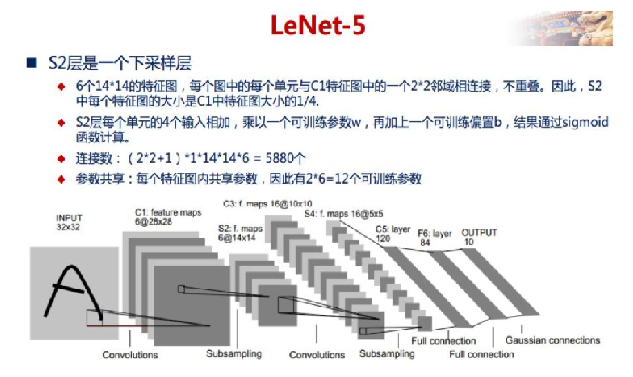 LeNet-5
S2层是一个下采样层
6个14*14的特征图，每个图中的每个单元与C1特征图中的一个2*2邻域相连接，不重叠。因此，S2
中每个特征图的大小是C1中特征图大小的1/4.
S2层每个单元的4个输入相加，乘以一个可训练参数w，再加上一个可训练偏置b，结果通过sigmoid
函数计算。
连接数：（2*2+1）*1*14*14*6 = 5880个
参数共享：每个特征图内共享参数，因此有2*6=12个可训练参数
INPUT
32x32
C1: feature maps
6@28x28
C3: f. maps 16@10x10
S2: f. maps
6@14x14
S4: f. maps 16@5x5
C5: layer
120
F6: layer
84
OUTPUT
10
Convolutions
Subsampling
Convolutions
Subsampling
Full connection
Full connection
Gaussian connections